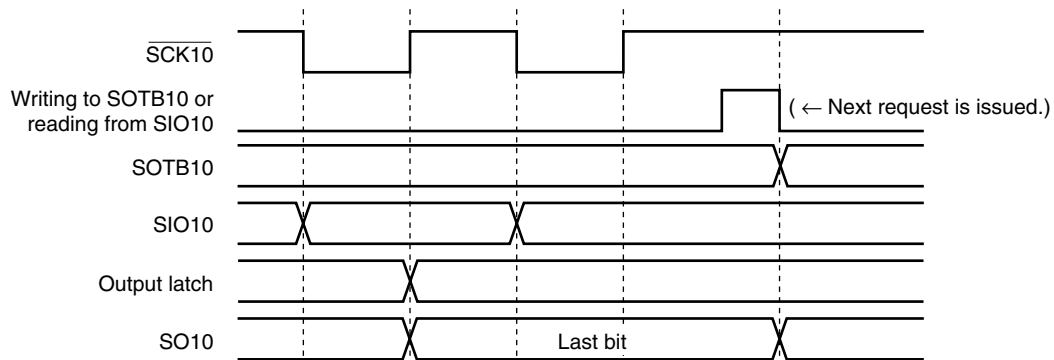 SCK10
Writing to SOTB10 or
reading from SIO10
( ← Next request is issued.)
SOTB10
SIO10
Output latch
SO10
Last bit